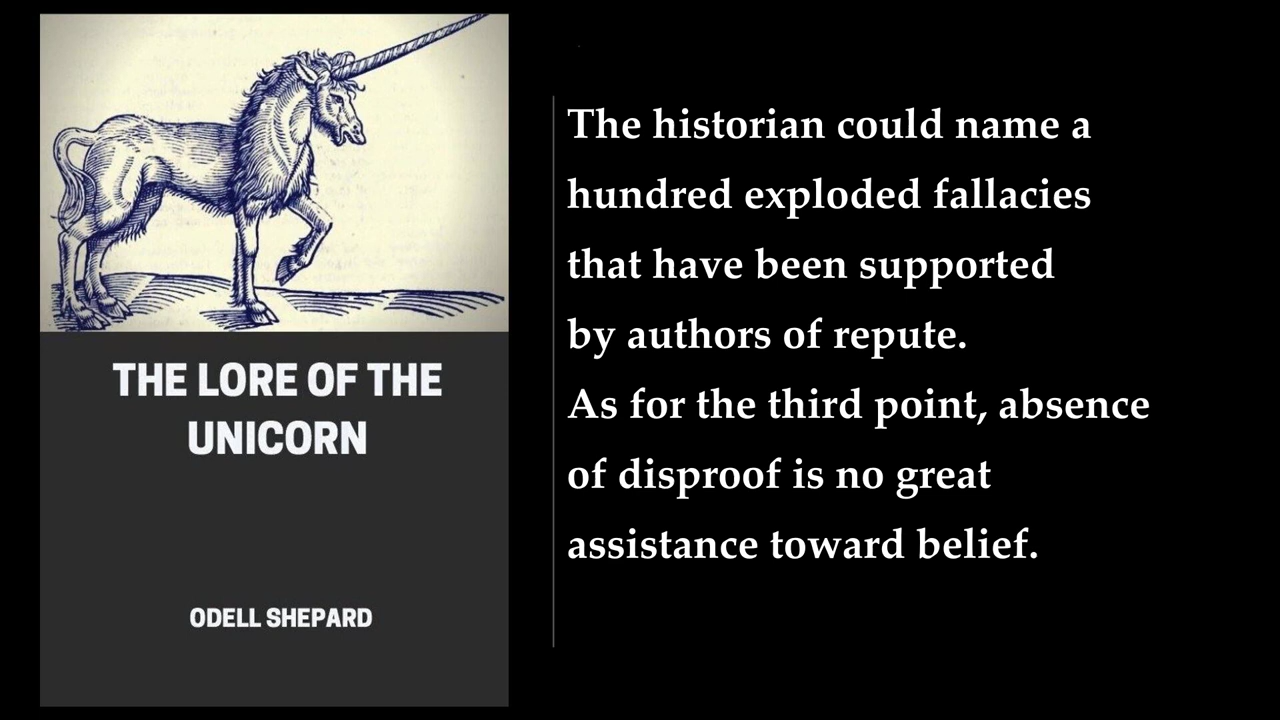 THE LORE OF THE
UNICORN
ODELL SHEPARD
The historian could name a
hundred exploded fallacies
that have been supported
by authors of repute.
As for the third point, absence
of disproof is no great
assistance toward belief.